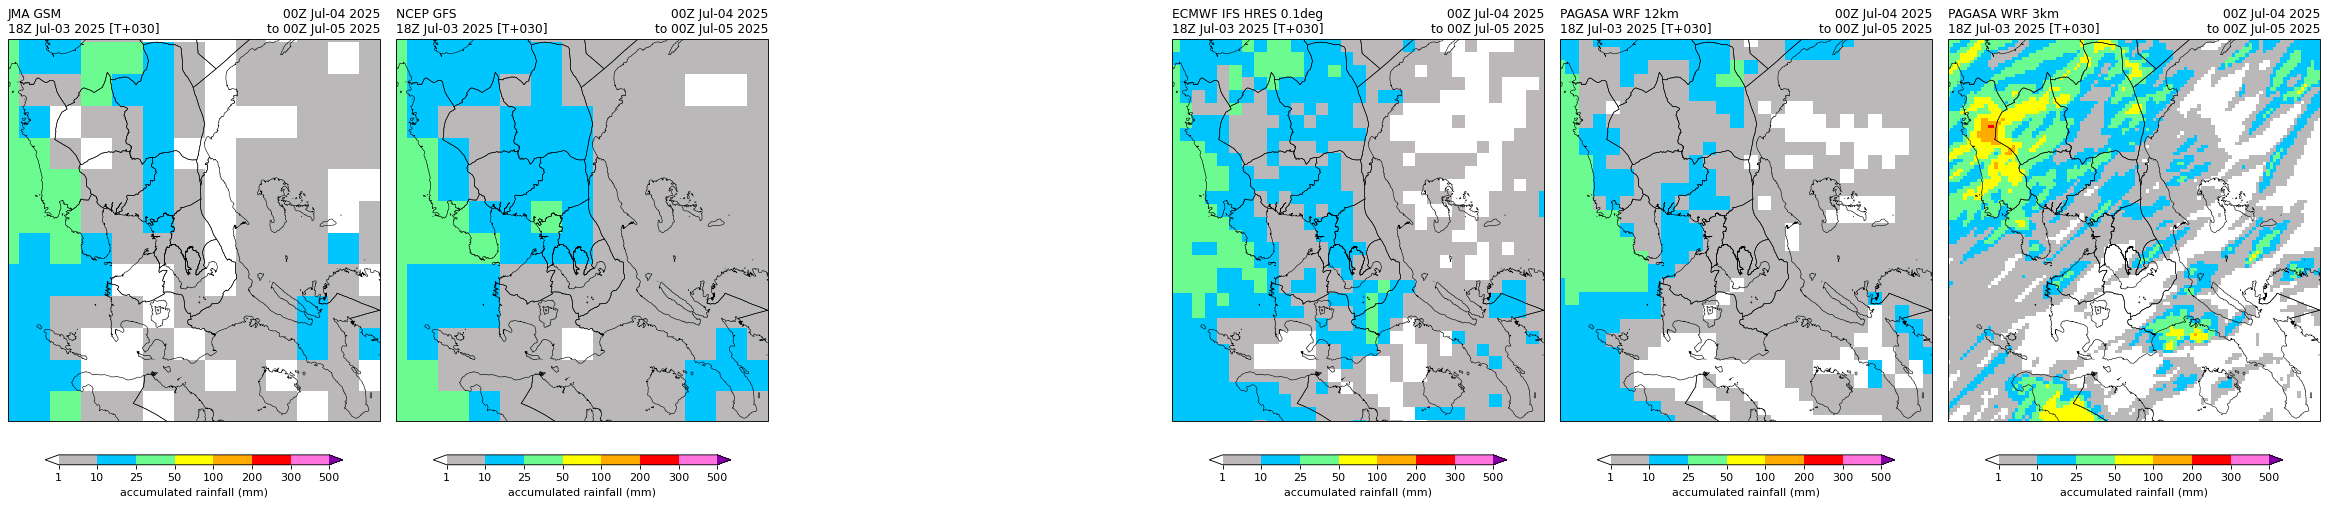 JMA GSM 00Z Jul-04 2025
18Z Jul-03 2025 [T+030] to 00Z Jul-05 2025
NCEP GFS 00Z Jul-04 2025
18Z Jul-03 2025 [T+030] to 00Z Jul-05 2025
ECMWF IFS HRES 0.1deg 00Z Jul-04 2025
18Z Jul-03 2025 [T+030] to 00Z Jul-05 2025
PAGASA WRF 12km 00Z Jul-04 2025
18Z Jul-03 2025 [T+030] to 00Z Jul-05 2025
PAGASA WRF 3km 00Z Jul-04 2025
18Z Jul-03 2025 [T+030] to 00Z Jul-05 2025
1 10 25 50 100 200 300 500
accumulated rainfall (mm)
1 10 25 50 100 200 300 500
accumulated rainfall (mm)
1 10 25 50 100 200 300 500
accumulated rainfall (mm)
1 10 25 50 100 200 300 500
accumulated rainfall (mm)
1 10 25 50 100 200 300 500
accumulated rainfall (mm)